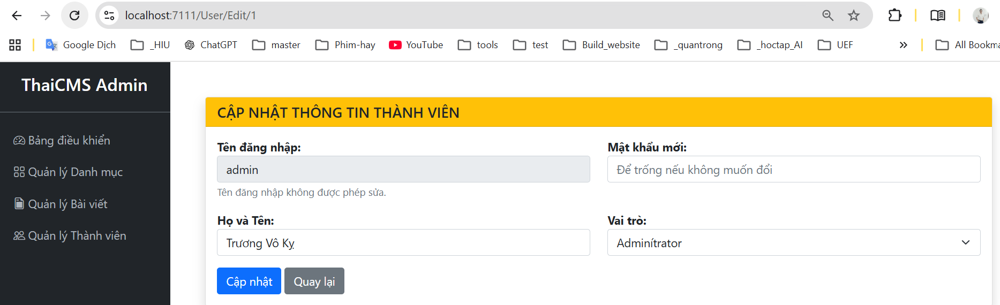 localhost:7111/User/Edit/1
Google Dịch _HIU ChatGPT master Phim-hay YouTube tools test Build_website _quantrong _hoctap_AI UEF » All Bookma
ThaiCMS Admin
Bảng điều khiển
Quản lý Danh mục
Quản lý Bài viết
Quản lý Thành viên
CẬP NHẬT THÔNG TIN THÀNH VIÊN
Tên đăng nhập:
admin
Tên đăng nhập không được phép sửa.
Mật khẩu mới:
Để trống nếu không muốn đổi
Họ và Tên:
Trương Vô Kỵ
Vai trò:
Adminítrator
Cập nhật Quay lại